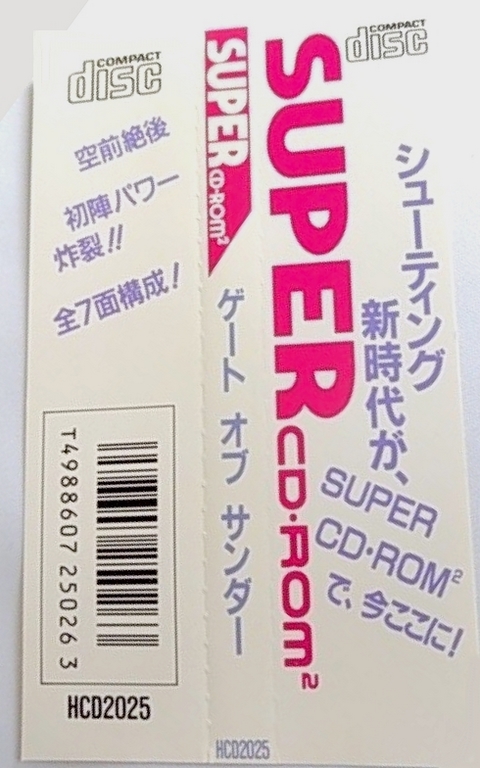 COMPACT
disc
空前絶後
初陣パワー
炸裂!!
全7面構成!
T4988607 25026 3
HCD2025
SUPER
CD・ROM²
ゲート オブ サンダー
HCD2025
SUPER
CD・ROM²
COMPACT
disc
シューティング
新時代が、
SUPER
CD・ROM²
で、今ここに!